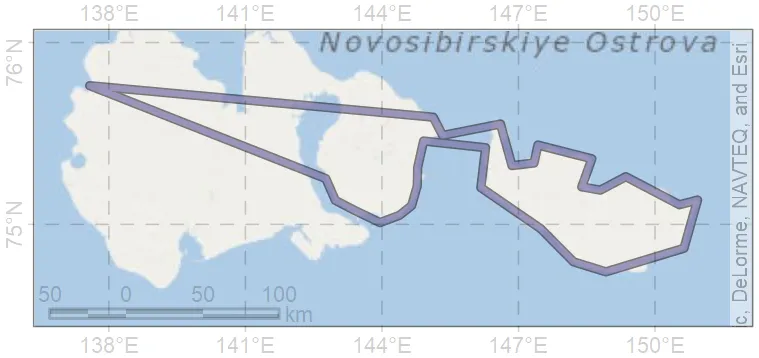 138°E 141°E 144°E 147°E 150°E
76°N
Novosibirskiye Ostrova
75°N
50 0 50 100
km
ic, DeLorme, NAVTEQ, and Esri
138°E 141°E 144°E 147°E 150°E